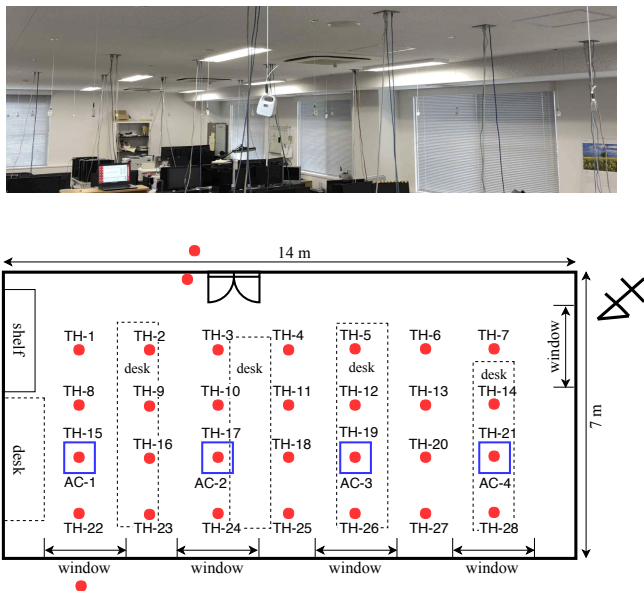 14 m
shelf
TH-1 TH-2 TH-3 TH-4 TH-5 TH-6 TH-7
window
desk desk desk desk
TH-8 TH-9 TH-10 TH-11 TH-12 TH-13 TH-14
7 m
desk
TH-15 TH-16 TH-17 TH-18 TH-19 TH-20 TH-21
AC-1 AC-2 AC-3 AC-4
TH-22 TH-23 TH-24 TH-25 TH-26 TH-27 TH-28
window window window window